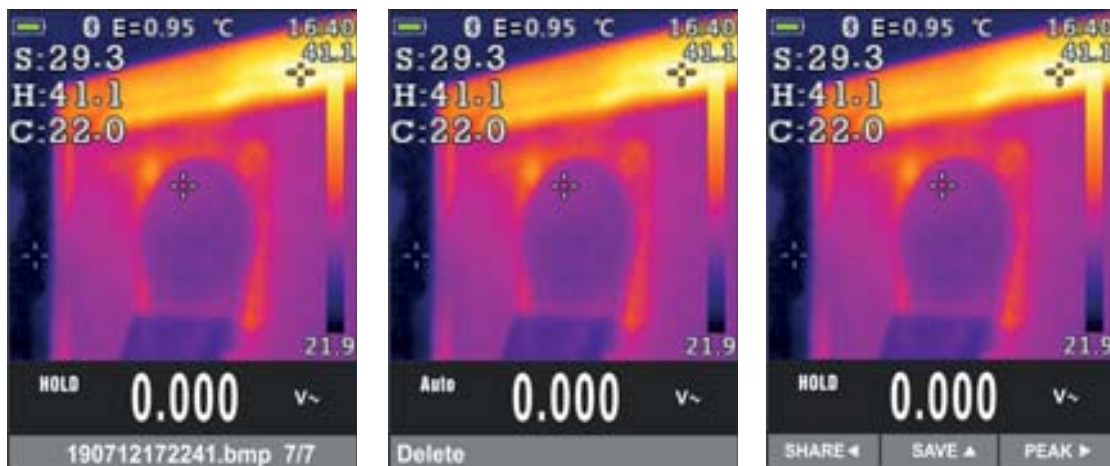 E=0.95 °C 16:40
41.1
S:29.3
H:41.1
C:22.0
21.9
HOLD 0.000 V~
190712172241.bmp 7/7
E=0.95 °C 16:40
41.1
S:29.3
H:41.1
C:22.0
21.9
Auto 0.000 V~
Delete
E=0.95 °C 16:40
41.1
S:29.3
H:41.1
C:22.0
21.9
HOLD 0.000 V~
SHARE◄ SAVE▲ PEAK►